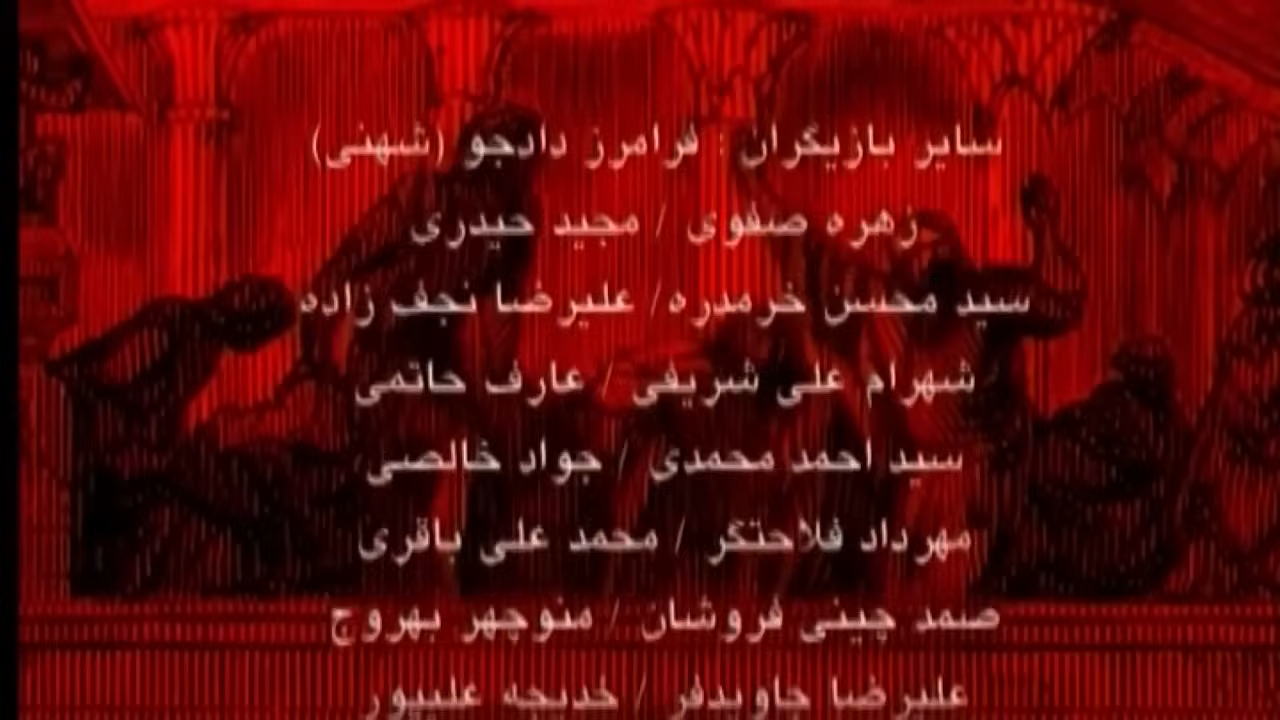 سایر بازیگران : فرامرز دادجو (شهنی)
زهره صفوی / مجید حیدری
سید محسن خرمدره / علیرضا نجف زاده
شهرام علی شریفی / عارف حاتمی
سید احمد محمدی / جواد خالصی
مهرداد فلاحتگر / محمد علی باقری
صمد چینی فروشان / منوچهر بهروج
علیرضا جاویدفر / خدیجه علیپور